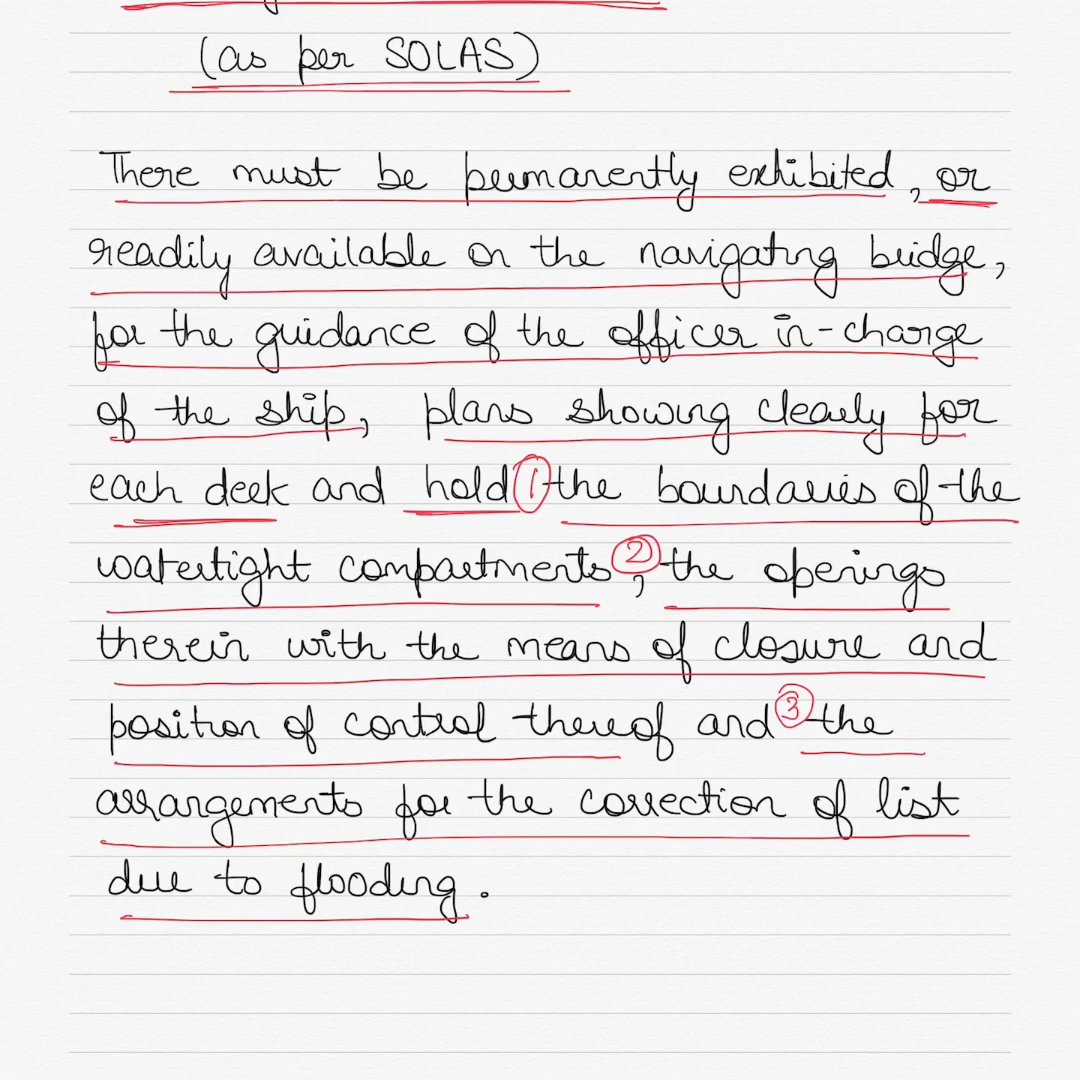 (as per SOLAS)
There must be permanently exhibited, or
readily available on the navigating bridge,
for the guidance of the officer in-charge
of the ship, plans showing clearly for
each deck and hold ① the boundaries of the
watertight compartments ②, the openings
therein with the means of closure and
position of control thereof and ③ the
arrangements for the correction of list
due to flooding.